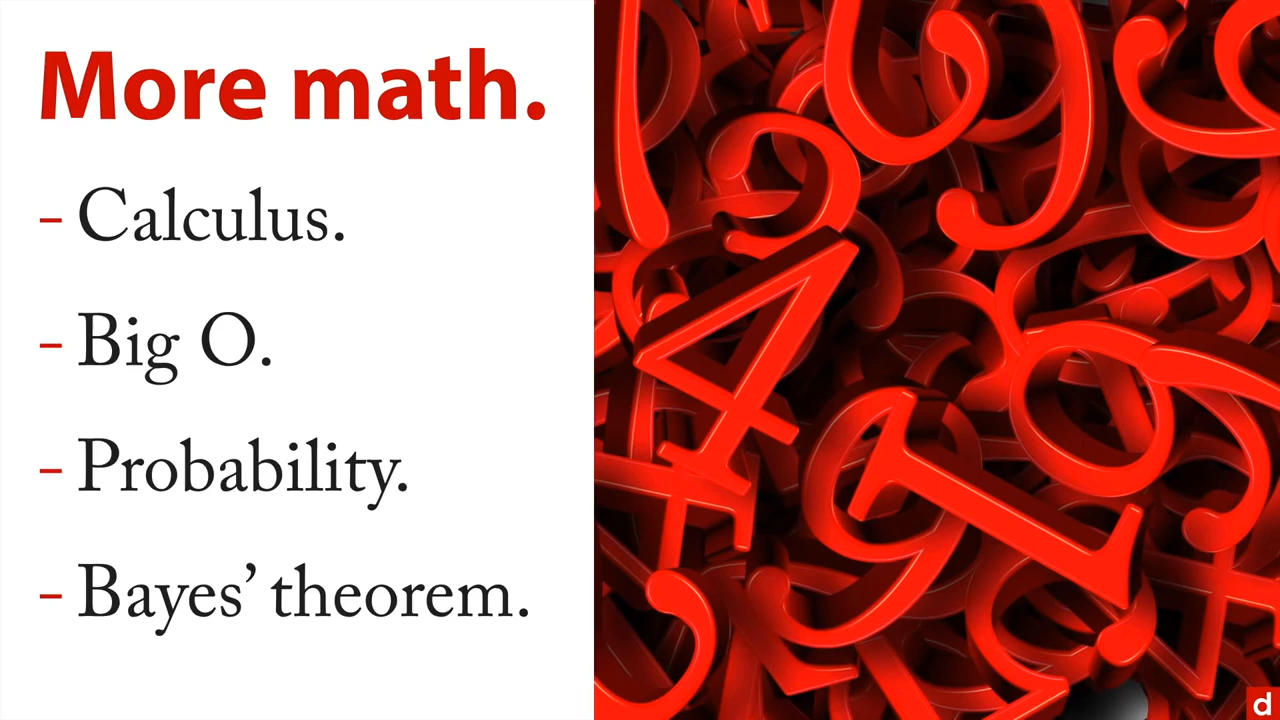 More math.
- Calculus.
- Big O.
- Probability.
- Bayes’ theorem.
d